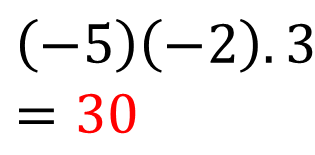 (−5)(−2). 3
= 30